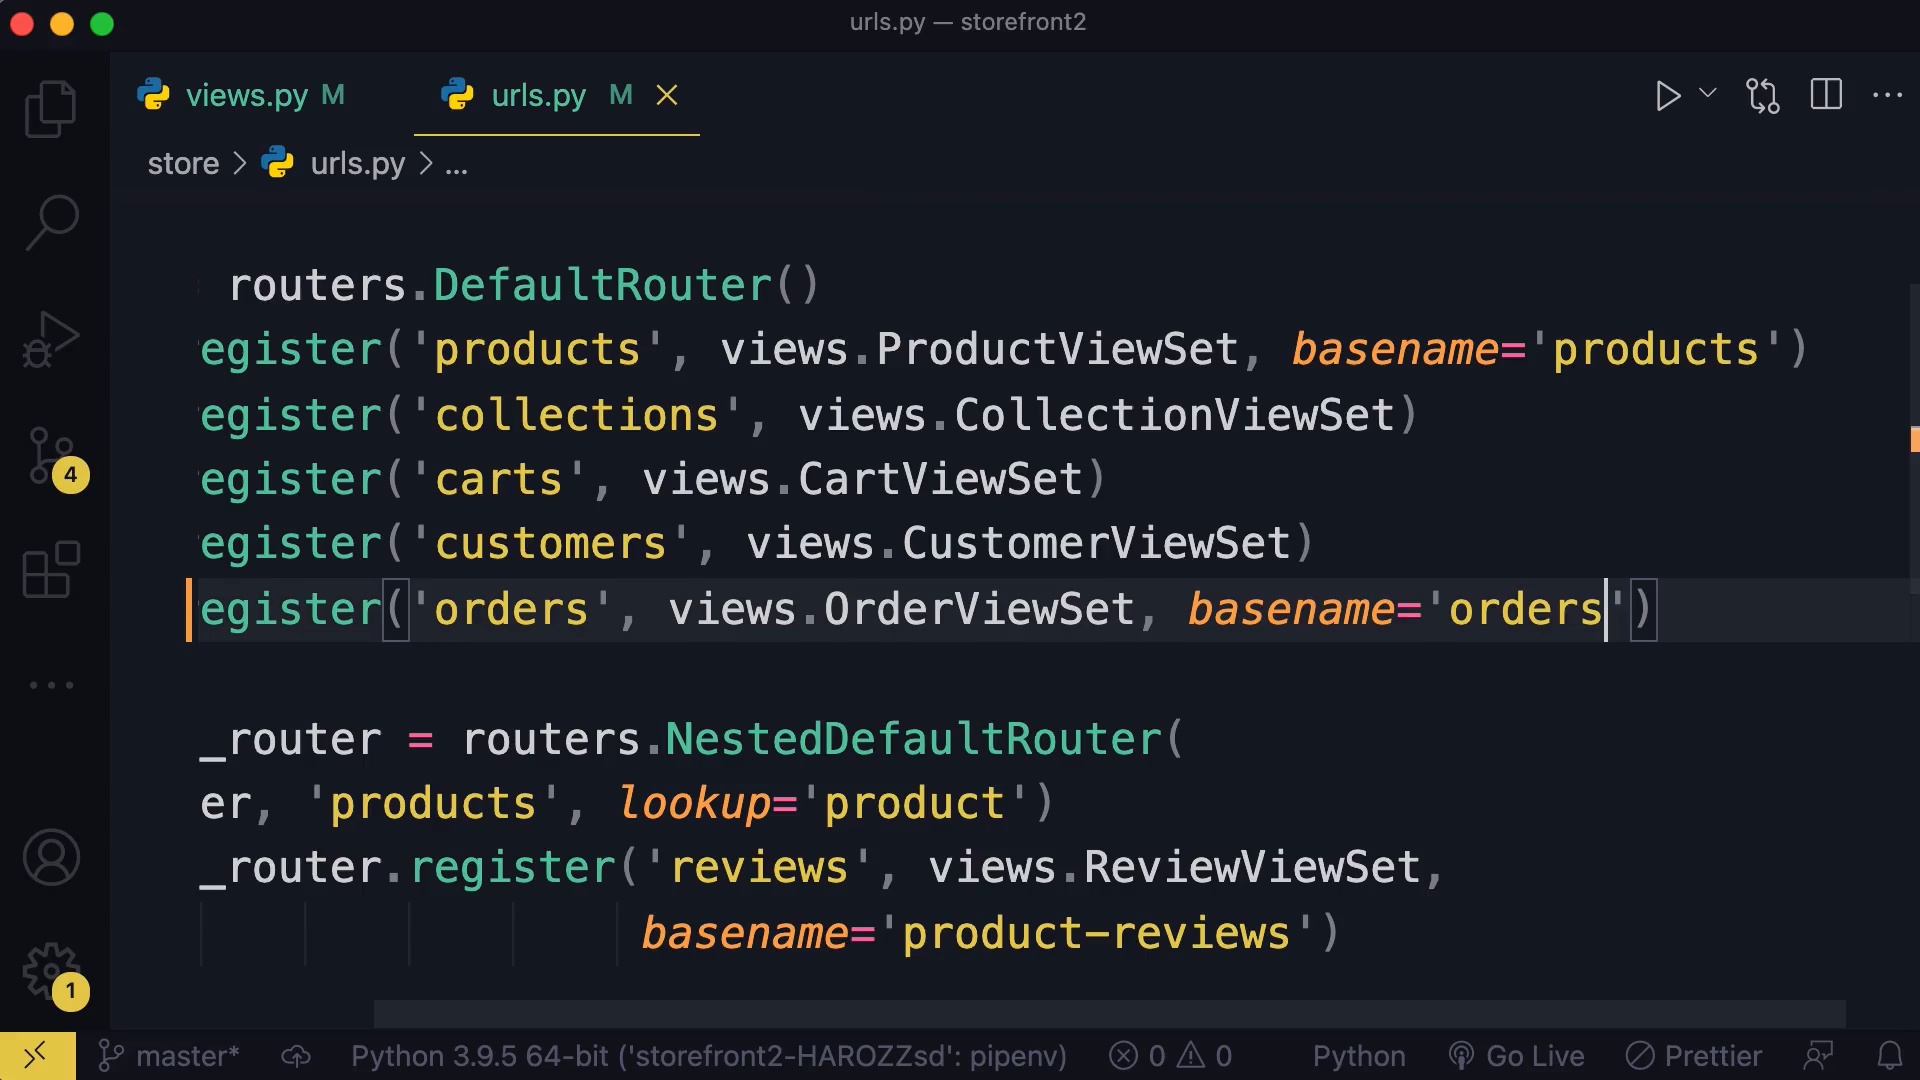 urls.py — storefront2
views.py M urls.py M
store > urls.py > ...
routers.DefaultRouter()
egister('products', views.ProductViewSet, basename='products')
egister('collections', views.CollectionViewSet)
egister('carts', views.CartViewSet)
egister('customers', views.CustomerViewSet)
egister('orders', views.OrderViewSet, basename='orders')
_router = routers.NestedDefaultRouter(
er, 'products', lookup='product')
_router.register('reviews', views.ReviewViewSet,
basename='product-reviews')
4
1
master* Python 3.9.5 64-bit ('storefront2-HAROZZsd': pipenv) 0 0 Python Go Live Prettier